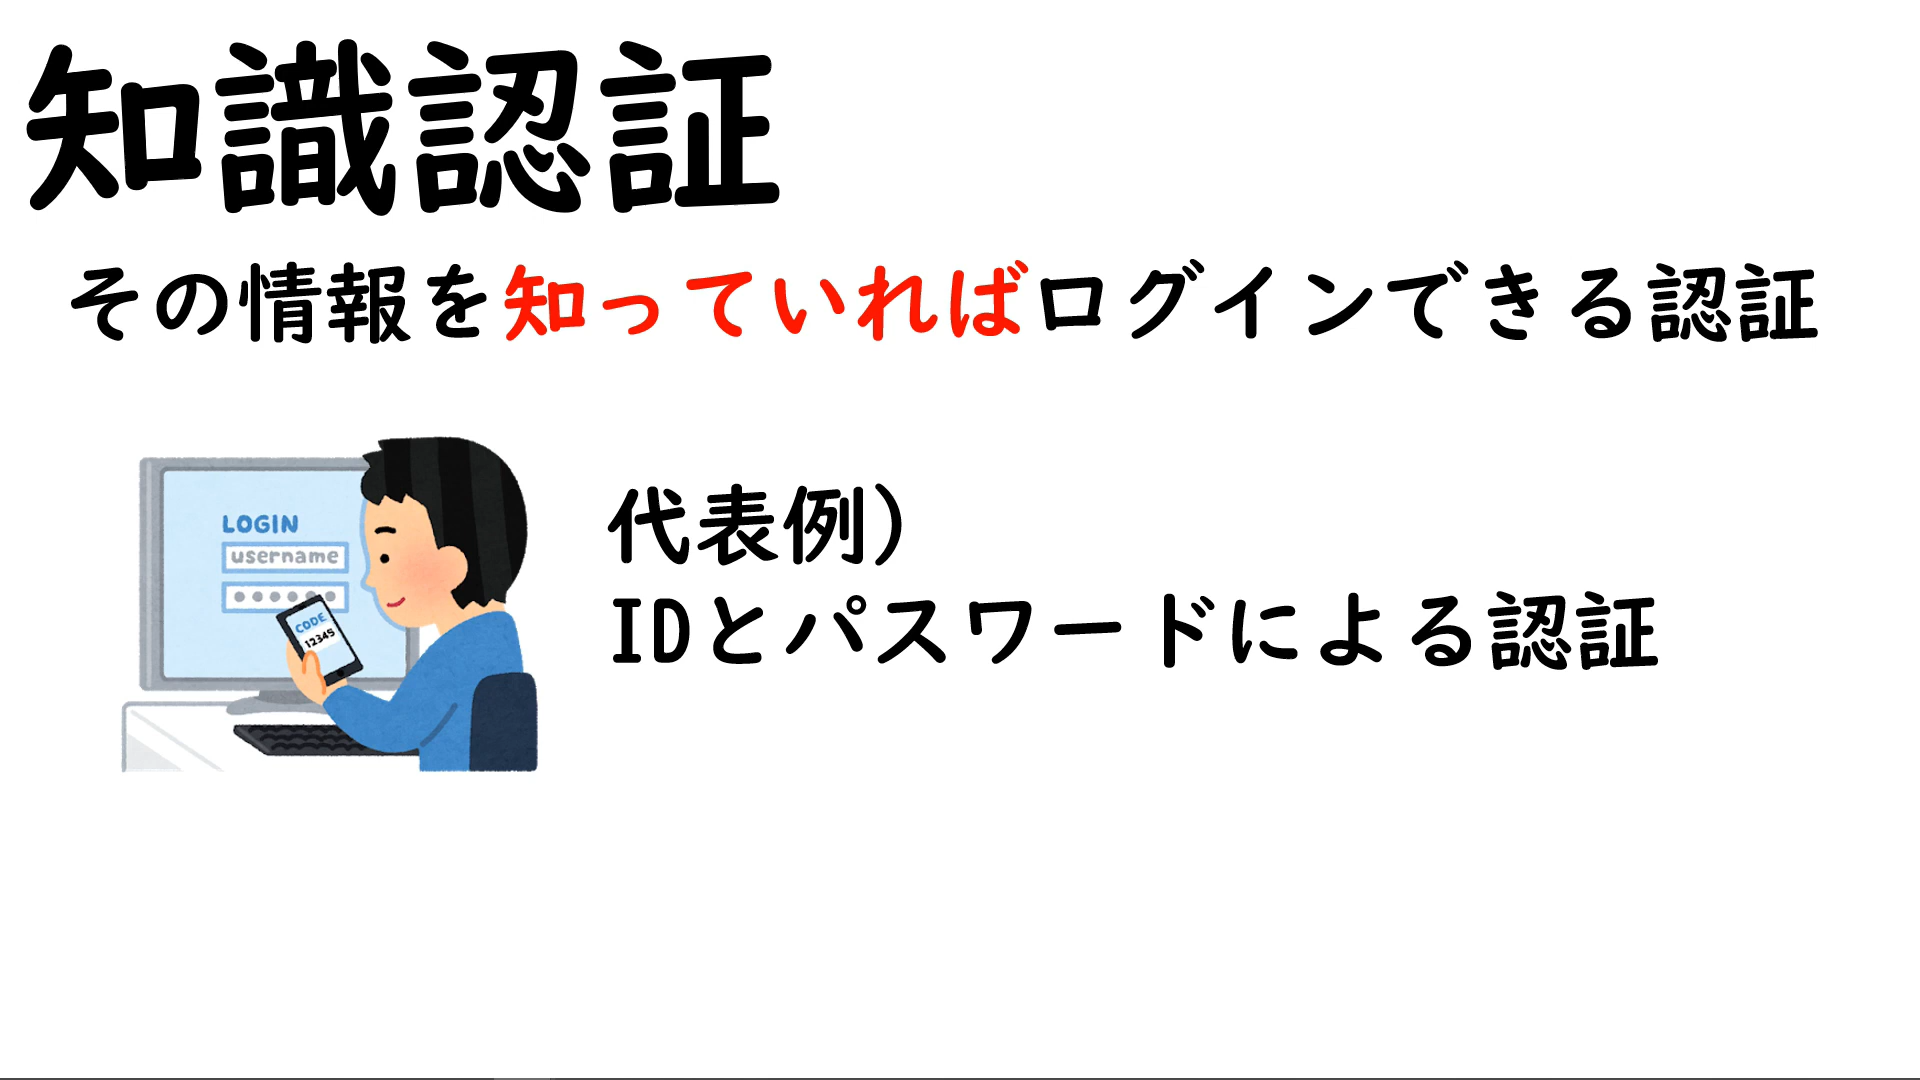 知識認証
その情報を知っていればログインできる認証
LOGIN
username
CODE
12345
代表例)
IDとパスワードによる認証